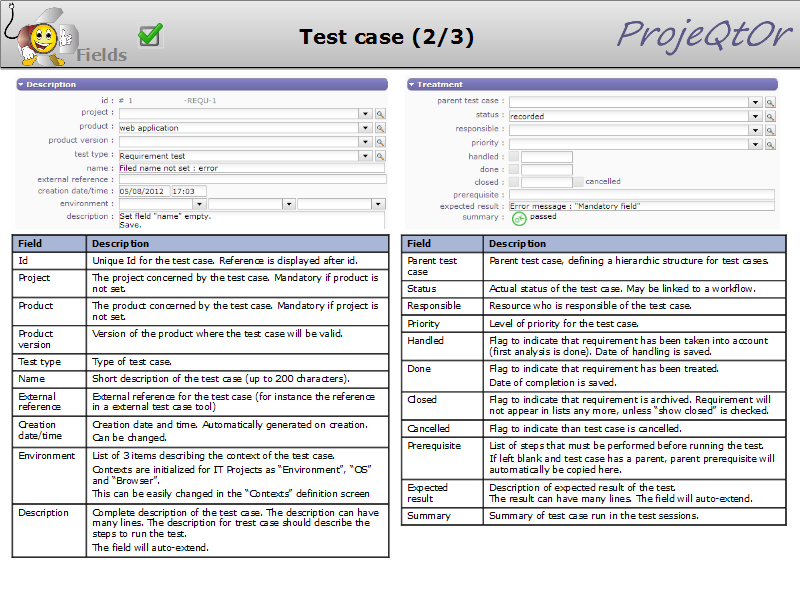 Fields
Test case (2/3)
ProjeQtOr
Description
id : # 1 -REQU-1
project :
product : web application
product version :
test type : Requirement test
name : Filed name not set : error
external reference :
creation date/time : 05/08/2012 17:03
environment :
description : Set field "name" empty.
Save.
Treatment
parent test case :
status : recorded
responsible :
priority :
handled :
done :
closed : cancelled
prerequisite :
expected result : Error message : "Mandatory field"
summary : passed
Field Description
Id Unique Id for the test case. Reference is displayed after id.
Project The project concerned by the test case. Mandatory if product is
not set.
Product The product concerned by the test case. Mandatory if project is
not set.
Product Version of the product where the test case will be valid.
version
Test type Type of test case.
Name Short description of the test case (up to 200 characters).
External External reference for the test case (for instance the reference
reference in a external test case tool)
Creation Creation date and time. Automatically generated on creation.
date/time Can be changed.
Environment List of 3 items describing the context of the test case.
Contexts are initialized for IT Projects as “Environment”, “OS”
and “Browser”.
This can be easily changed in the “Contexts” definition screen
Description Complete description of the test case. The description can have
many lines. The description for trest case should describe the
steps to run the test.
The field will auto-extend.
Field Description
Parent test Parent test case, defining a hierarchic structure for test cases.
case
Status Actual status of the test case. May be linked to a workflow.
Responsible Resource who is responsible of the test case.
Priority Level of priority for the test case.
Handled Flag to indicate that requirement has been taken into account
(first analysis is done). Date of handling is saved.
Done Flag to indicate that requirement has been treated.
Date of completion is saved.
Closed Flag to indicate that requirement is archived. Requirement will
not appear in lists any more, unless “show closed” is checked.
Cancelled Flag to indicate than test case is cancelled.
Prerequisite List of steps that must be performed before running the test.
If left blank and test case has a parent, parent prerequisite will
automatically be copied here.
Expected Description of expected result of the test.
result The result can have many lines. The field will auto-extend.
Summary Summary of test case run in the test sessions.